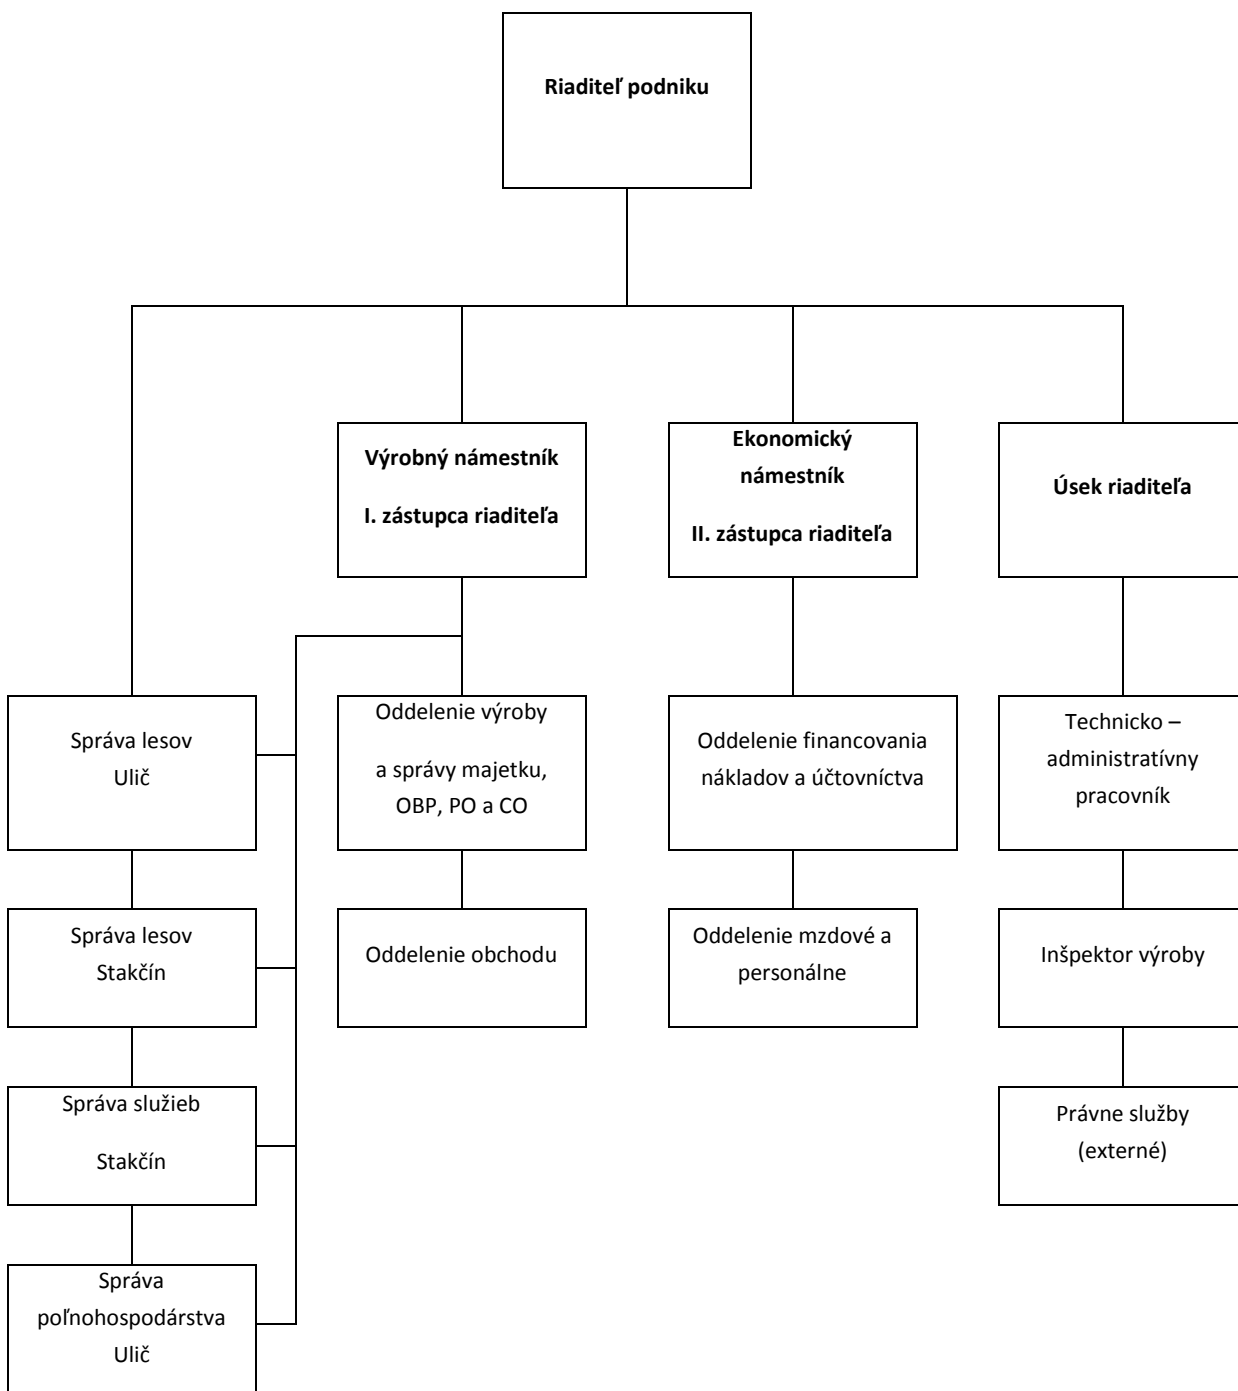 Riaditeľ podniku
Výrobný námestník
I. zástupca riaditeľa
Ekonomický
námestník
II. zástupca riaditeľa
Úsek riaditeľa
Správa lesov
Ulič
Oddelenie výroby
a správy majetku,
OBP, PO a CO
Oddelenie financovania
nákladov a účtovníctva
Technicko –
administratívny
pracovník
Správa lesov
Stakčín
Oddelenie obchodu
Oddelenie mzdové a
personálne
Inšpektor výroby
Správa služieb
Stakčín
Právne služby
(externé)
Správa
poľnohospodárstva
Ulič